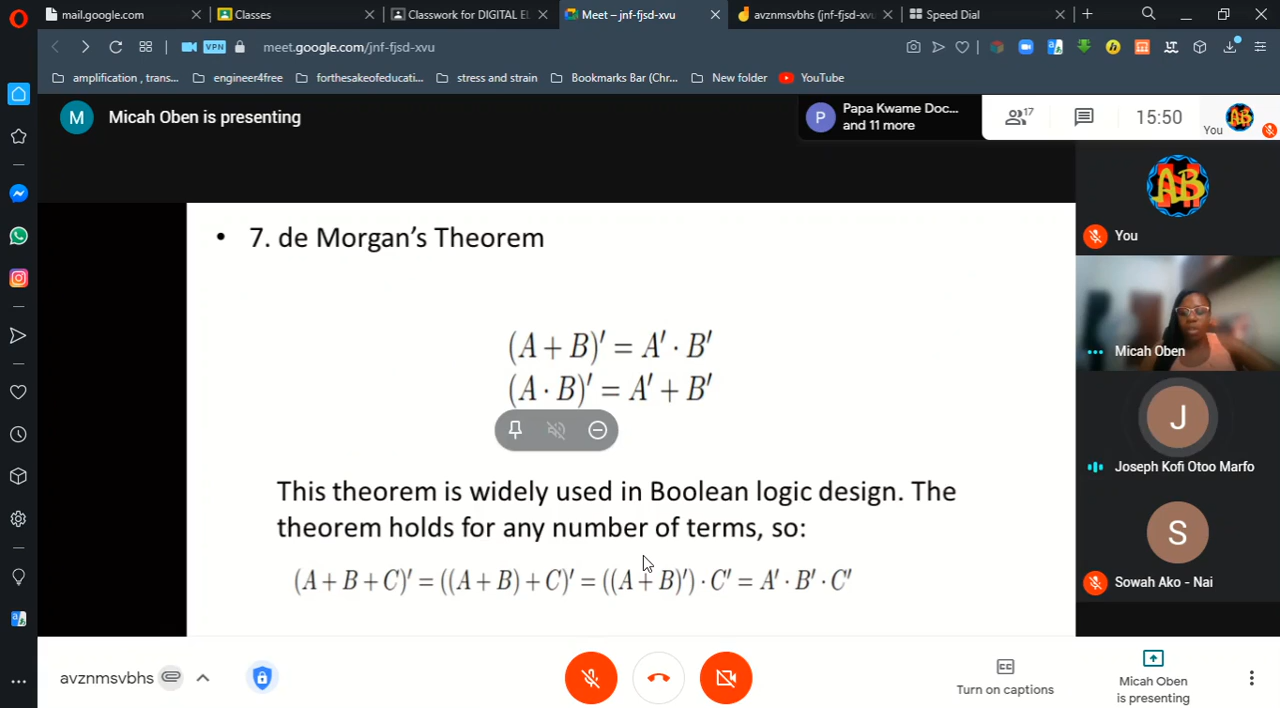 mail.google.com
Classes
Classwork for DIGITAL EL
Meet – jnf-fjsd-xvu
avznmsvbhs (jnf-fjsd-xvu
Speed Dial
VPN
meet.google.com/jnf-fjsd-xvu
amplification , trans...
engineer4free
forthesakeofeducati...
stress and strain
Bookmarks Bar (Chr...
New folder
YouTube
M
Micah Oben is presenting
P
Papa Kwame Doc...
and 11 more
17
15:50
You
• 7. de Morgan's Theorem
(A + B)′ = A′ · B′
(A · B)′ = A′ + B′
This theorem is widely used in Boolean logic design. The
theorem holds for any number of terms, so:
(A + B + C)′ = ((A + B) + C)′ = ((A + B)′) · C′ = A′ · B′ · C′
AB
You
Micah Oben
J
Joseph Kofi Otoo Marfo
S
Sowah Ako - Nai
avznmsvbhs
CC
Turn on captions
Micah Oben
is presenting